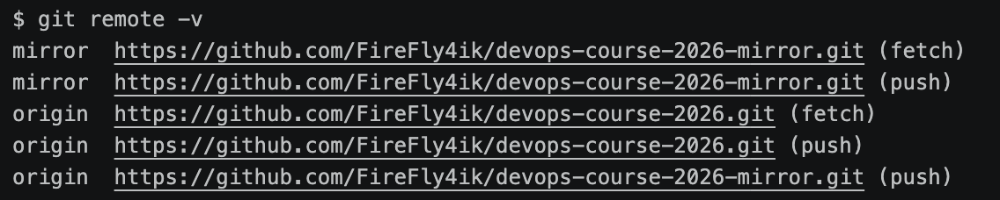 $ git remote -v
mirror  https://github.com/FireFly4ik/devops-course-2026-mirror.git (fetch)
mirror  https://github.com/FireFly4ik/devops-course-2026-mirror.git (push)
origin  https://github.com/FireFly4ik/devops-course-2026.git (fetch)
origin  https://github.com/FireFly4ik/devops-course-2026.git (push)
origin  https://github.com/FireFly4ik/devops-course-2026-mirror.git (push)